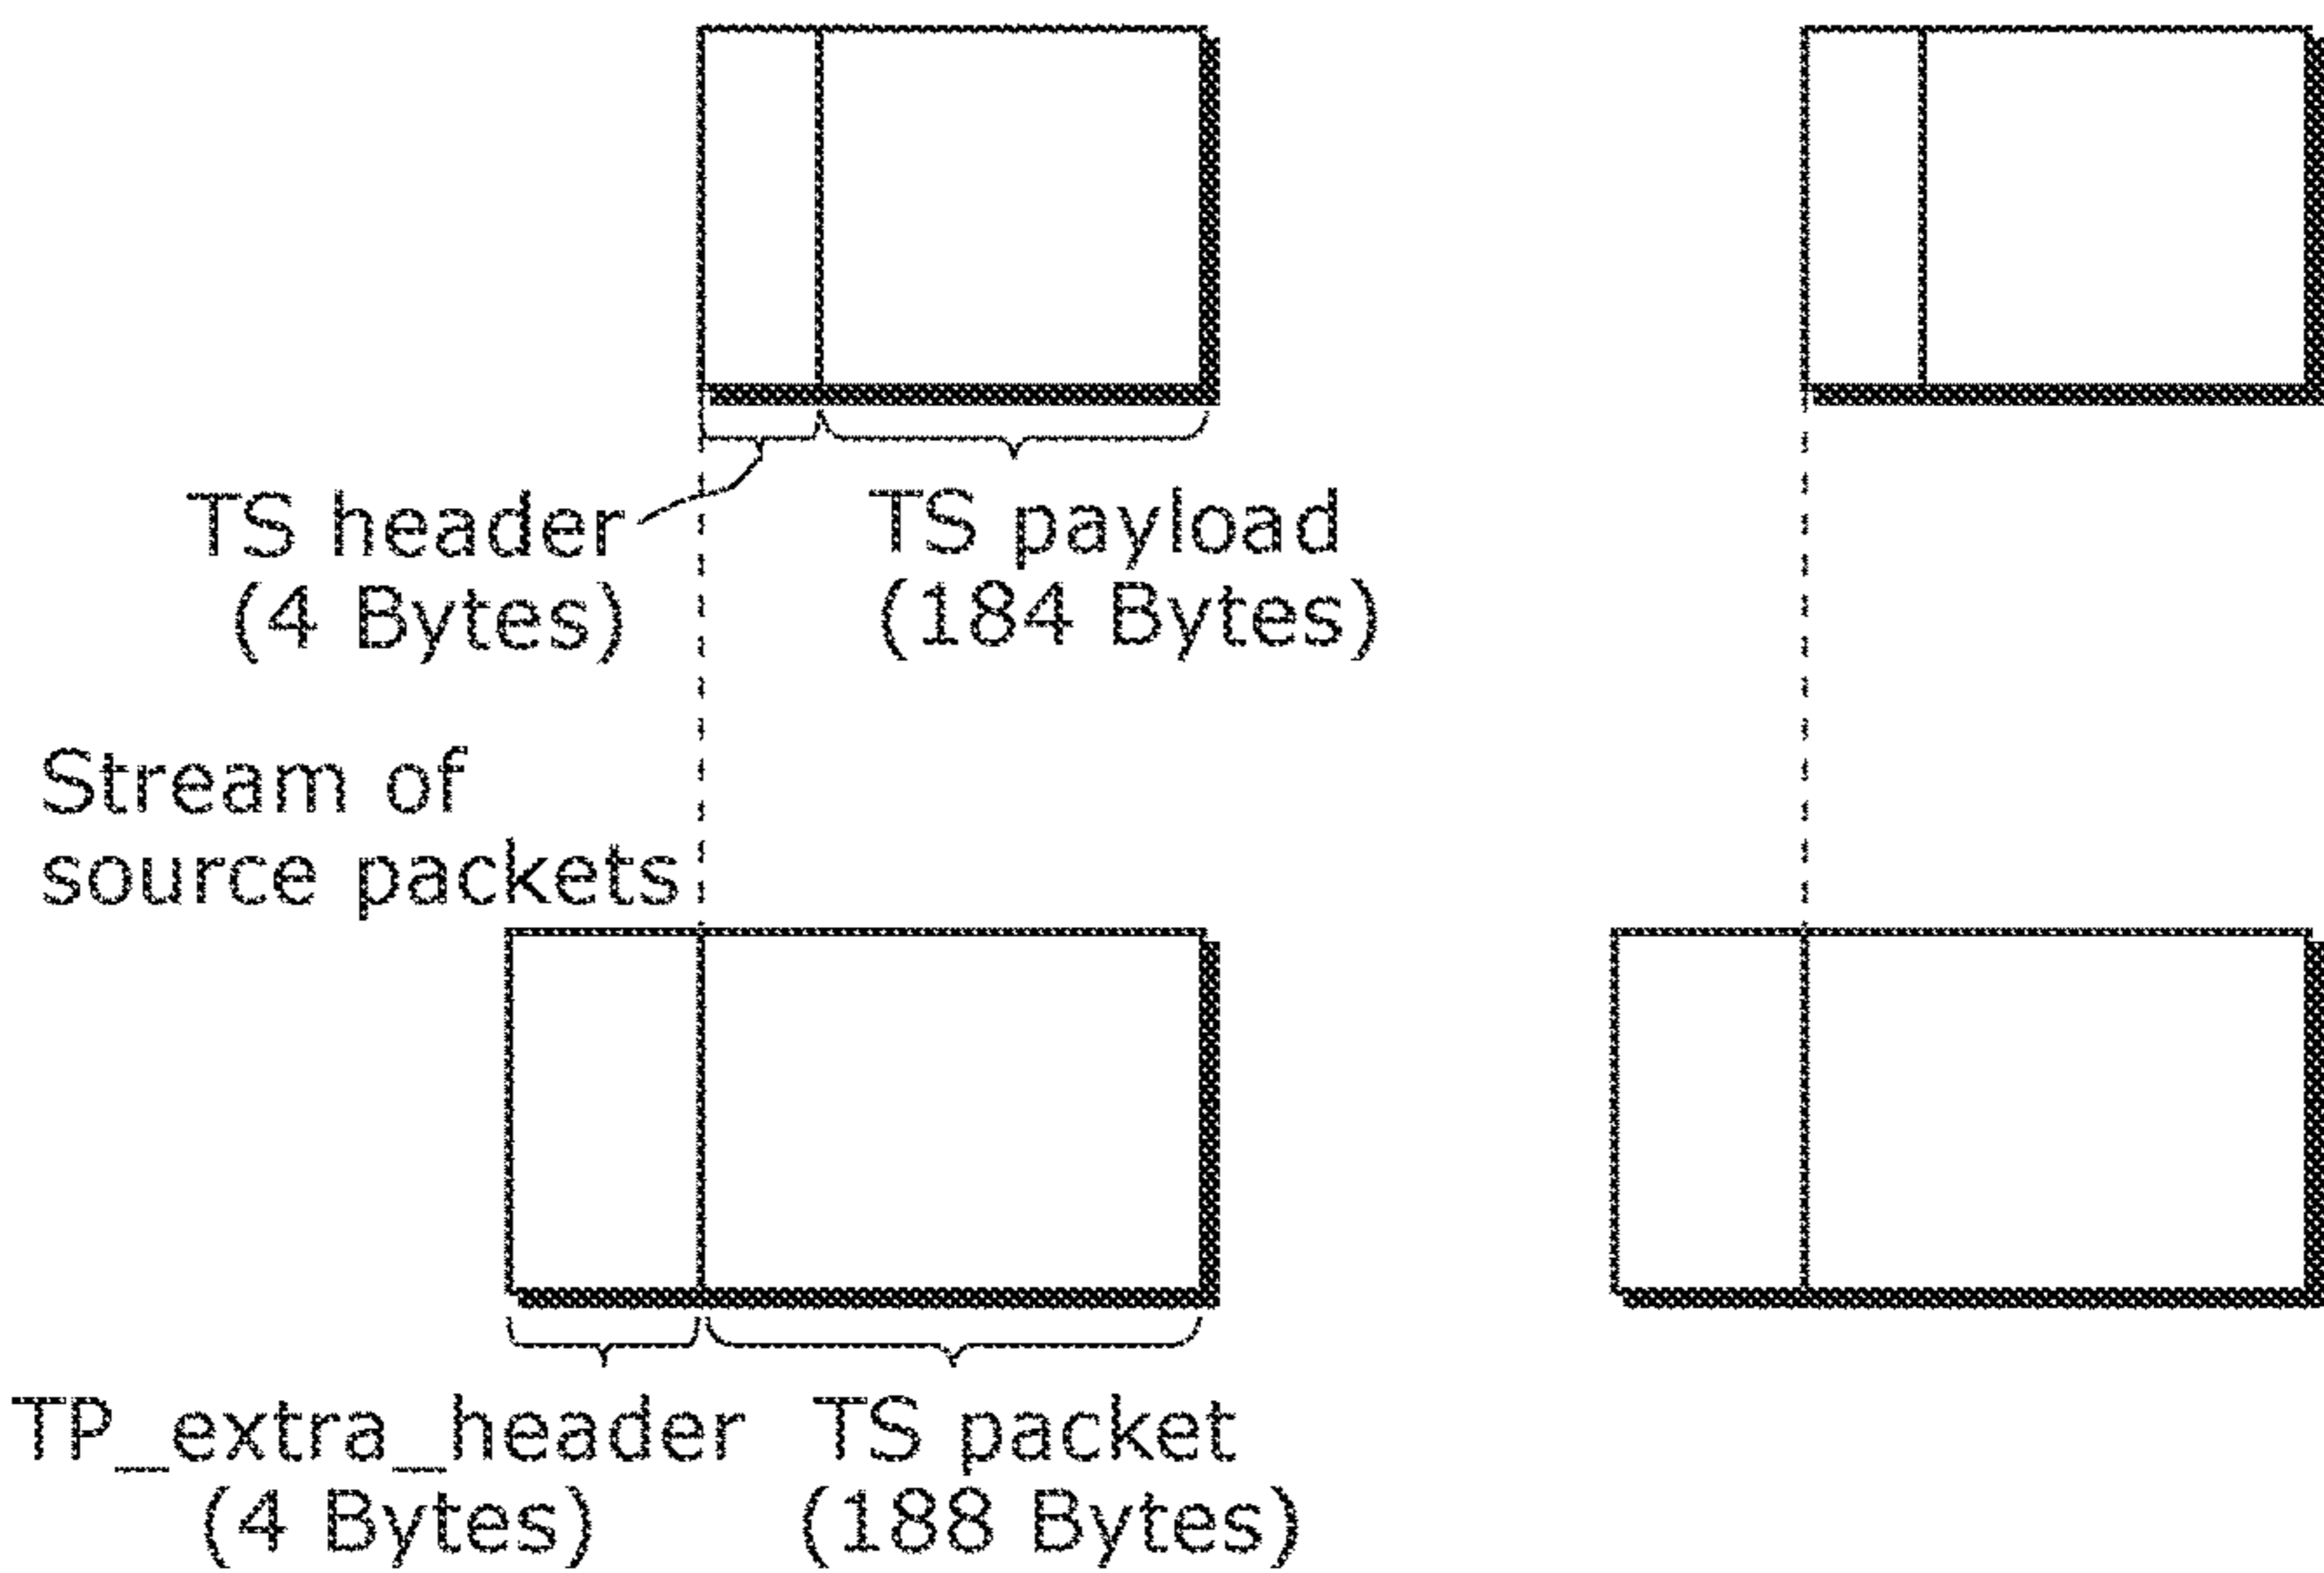 TS header
(4 Bytes)
TS payload
(184 Bytes)
Stream of
source packets
TP_extra_header
(4 Bytes)
TS packet
(188 Bytes)